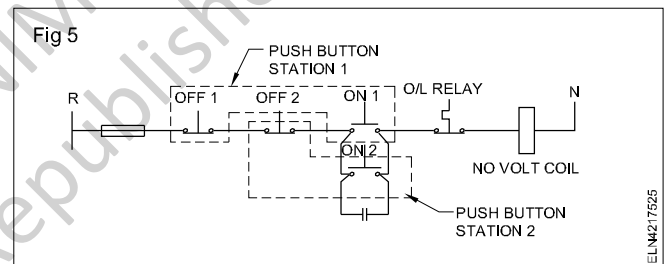 Fig 5
PUSH BUTTON
STATION 1
O/L RELAY
R
OFF 1
OFF 2
ON 1
N
ON 2
NO VOLT COIL
PUSH BUTTON
STATION 2
ELN4217525